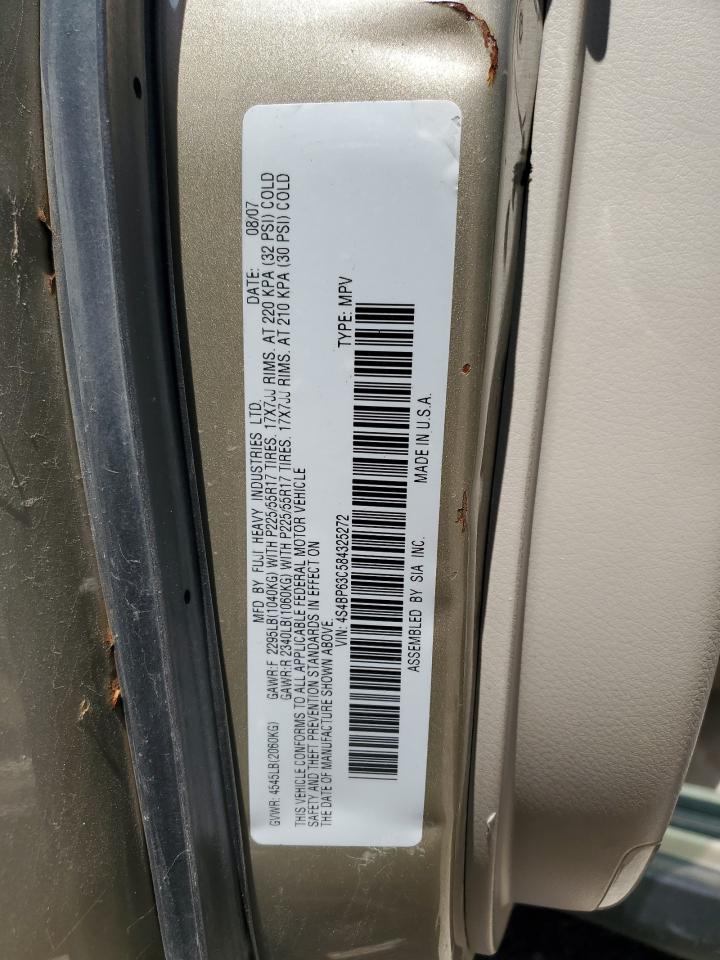 MFD BY FUJI HEAVY INDUSTRIES LTD. DATE: 08/07
GVWR: 4545LB(2060KG) GAWR:F 2295LB(1040KG) WITH P225/55R17 TIRES. 17X7JJ RIMS. AT 220 KPA (32 PSI) COLD
GAWR:R 2340LB(1060KG) WITH P225/55R17 TIRES. 17X7JJ RIMS. AT 210 KPA (30 PSI) COLD
THIS VEHICLE CONFORMS TO ALL APPLICABLE FEDERAL MOTOR VEHICLE
SAFETY AND THEFT PREVENTION STANDARDS IN EFFECT ON
THE DATE OF MANUFACTURE SHOWN ABOVE.
VIN: 4S4BP63C584325272 TYPE: MPV
ASSEMBLED BY SIA INC. MADE IN U.S.A.